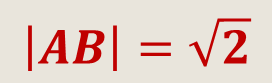 |AB| = √2